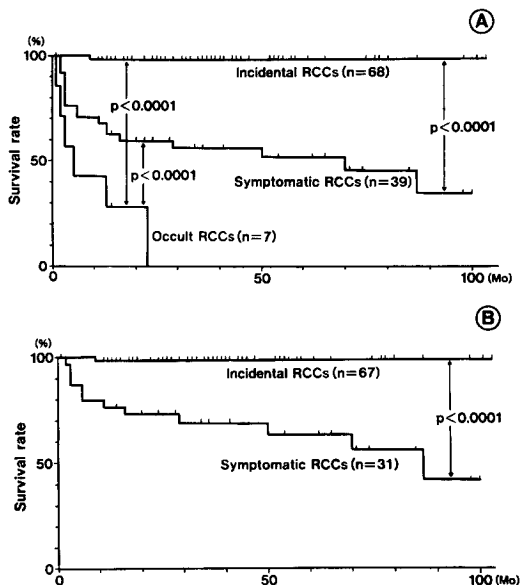 A
(%)
100
Incidental RCCs (n=68)
p<0.0001
p<0.0001
Survival rate
50
p<0.0001
Symptomatic RCCs(n=39)
Occult RCCs(n=7)
0
0
50
100 (Mo)
B
(%)
100
Incidental RCCs (n=67)
p<0.0001
Survival rate
50
Symptomatic RCCs(n=31)
0
50
100 (Mo)